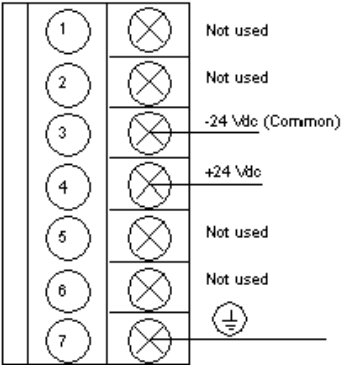 1 Not used
2 Not used
3 -24 Vdc (Common)
4 +24 Vdc
5 Not used
6 Not used
7